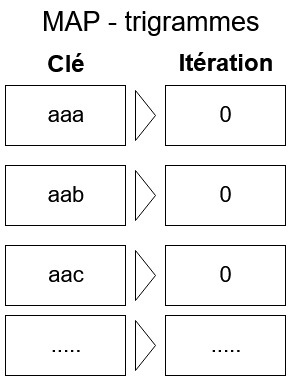 MAP - trigrammes
Clé Itération
aaa 0
aab 0
aac 0
..... .....